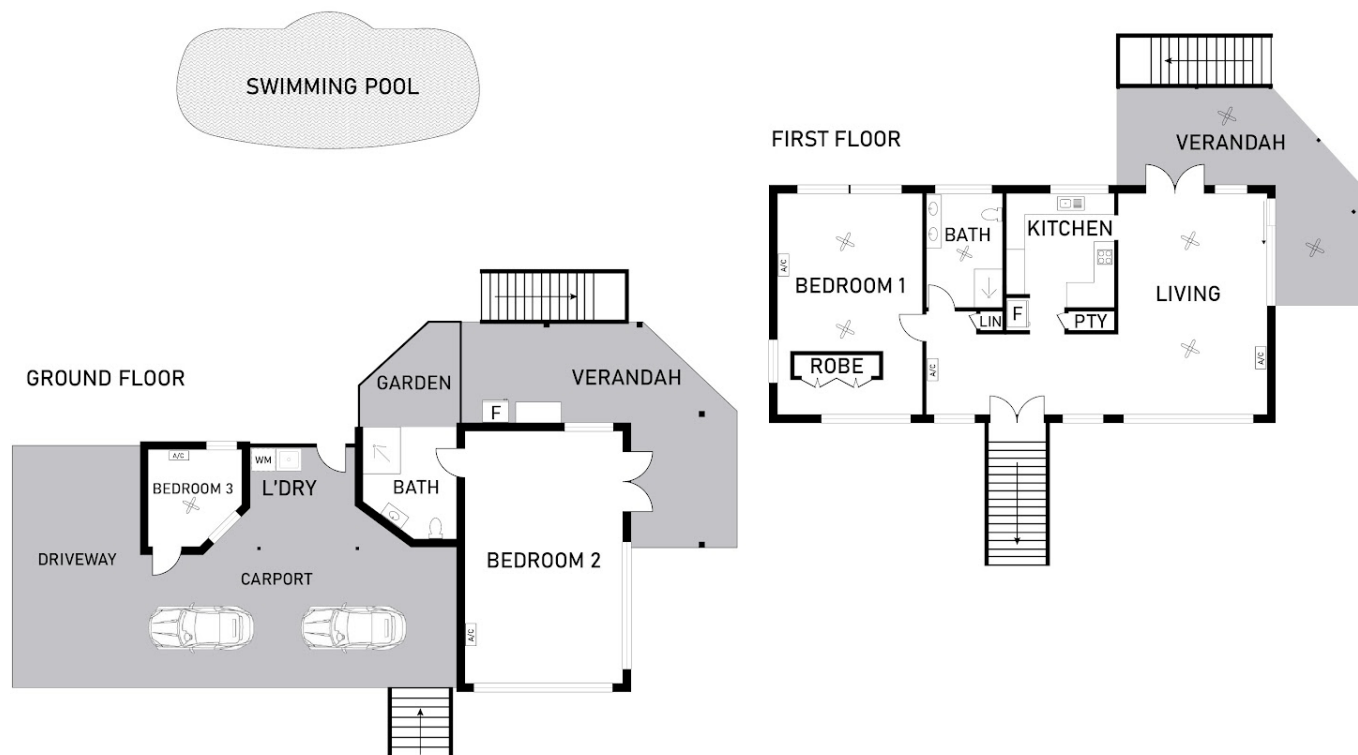 SWIMMING POOL
GROUND FLOOR
GARDEN
VERANDAH
F
A/C
BEDROOM 3
WM
L'DRY
BATH
DRIVEWAY
CARPORT
BEDROOM 2
A/C
FIRST FLOOR
VERANDAH
A/C
BEDROOM 1
BATH
KITCHEN
LIVING
LIN
F
PTY
ROBE
A/C
A/C